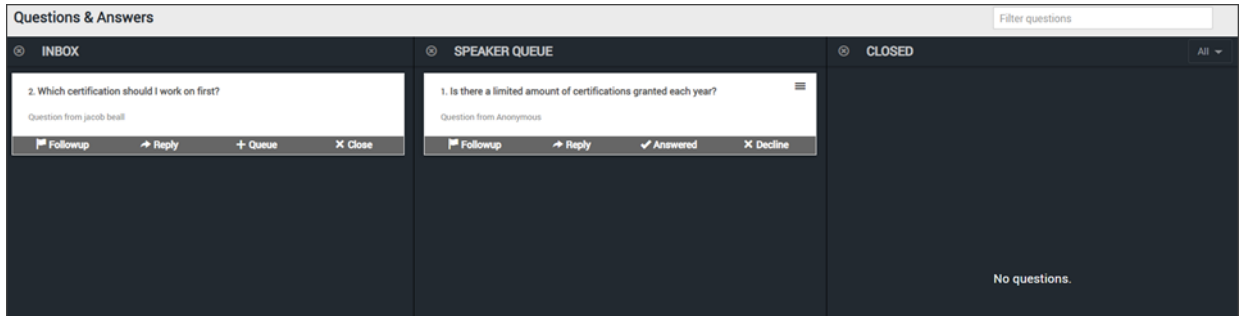 Questions & Answers
Filter questions
INBOX
2. Which certification should I work on first?
Question from jacob beall
Followup Reply Queue Close
SPEAKER QUEUE
1. Is there a limited amount of certifications granted each year?
Question from Anonymous
Followup Reply Answered Decline
CLOSED
All
No questions.